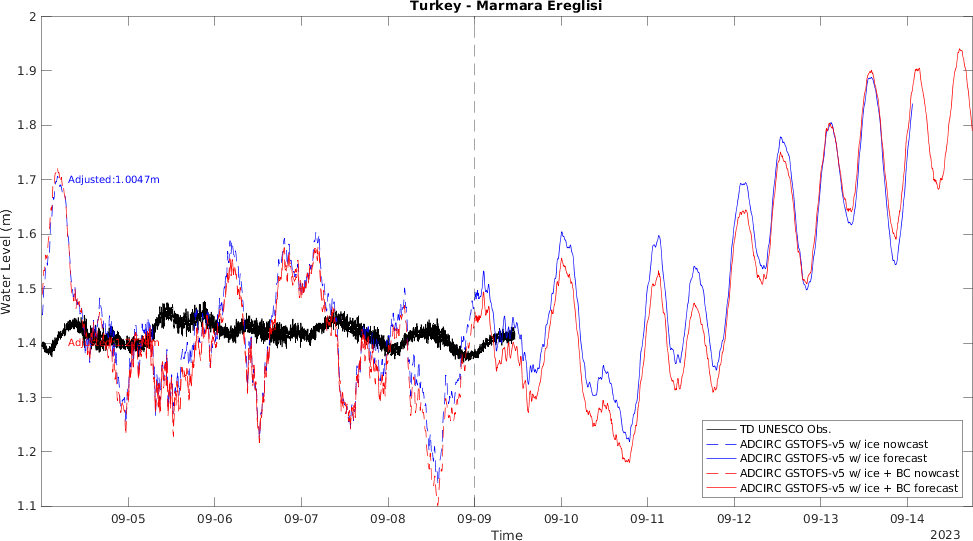 Turkey - Marmara Ereglisi
2
1.9
1.8
1.7
1.6
1.5
1.4
1.3
1.2
1.1
Water Level (m)
Adjusted:1.0047m
09-05
09-06
09-07
09-08
09-09
09-10
09-11
09-12
09-13
09-14
2023
Time
TD UNESCO Obs.
ADCIRC GSTOFS-v5 w/ ice nowcast
ADCIRC GSTOFS-v5 w/ ice forecast
ADCIRC GSTOFS-v5 w/ ice + BC nowcast
ADCIRC GSTOFS-v5 w/ ice + BC forecast